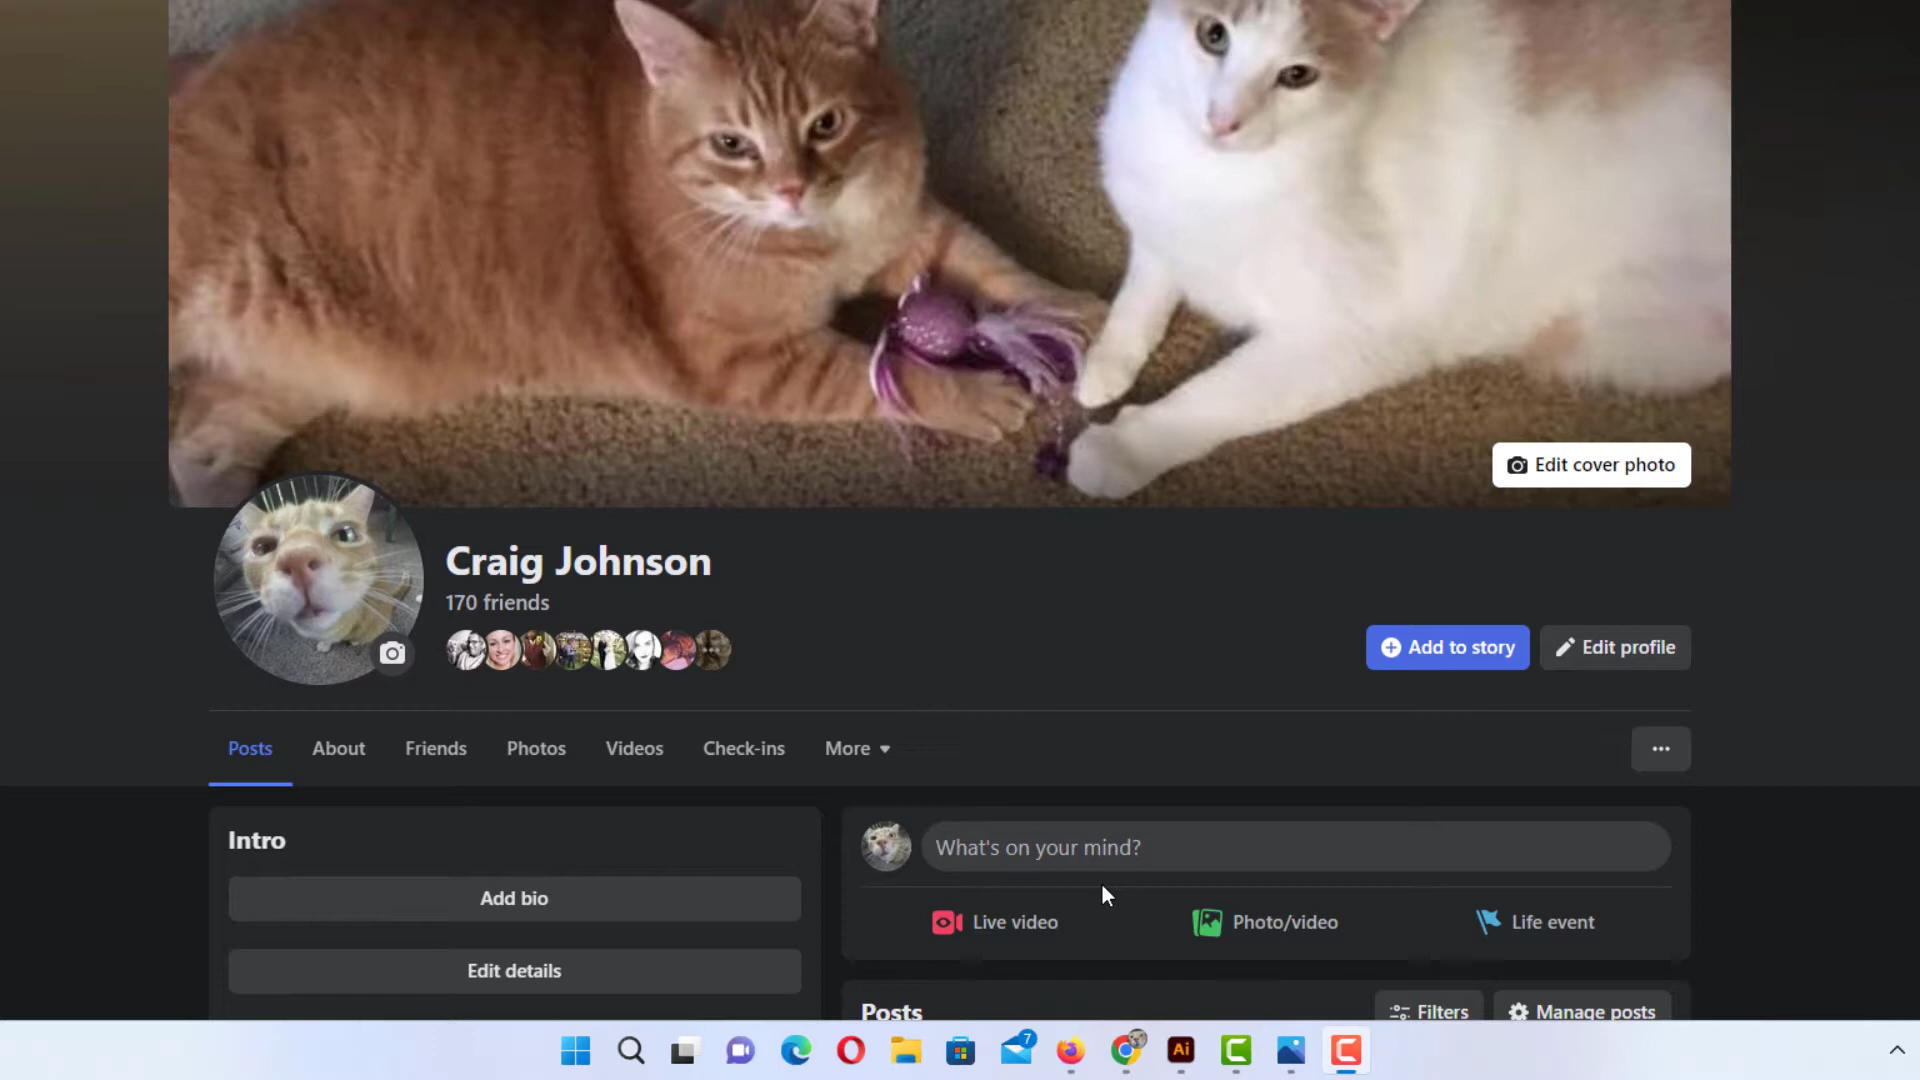 Edit cover photo
Craig Johnson
170 friends
Add to story
Edit profile
Posts
About
Friends
Photos
Videos
Check-ins
More
Intro
Add bio
Edit details
What's on your mind?
Live video
Photo/video
Life event
Posts
Filters
Manage posts
7
Ai